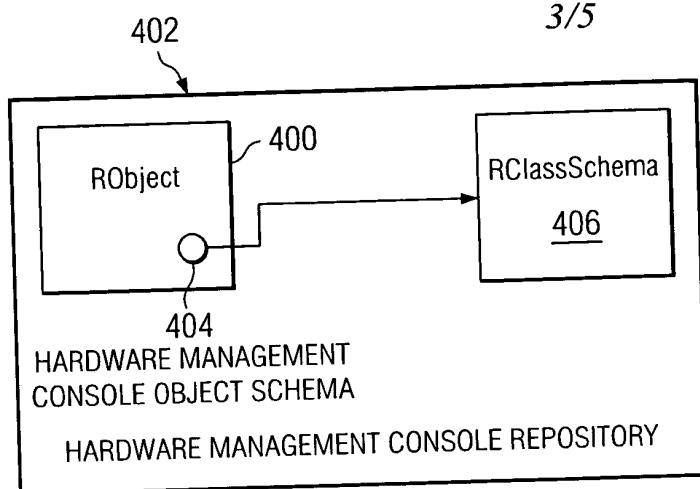 3/5
402
400
RObject
RClassSchema
406
404
HARDWARE MANAGEMENT
CONSOLE OBJECT SCHEMA
HARDWARE MANAGEMENT CONSOLE REPOSITORY